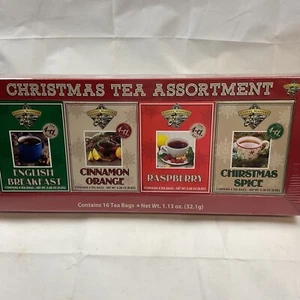 CHRISTMAS TEA ASSORTMENT
ENGLISH
BREAKFAST
CINNAMON
ORANGE
RASPBERRY
CHIRSTMAS
SPICE
Contains 16 Tea Bags • Net Wt. 1.13 oz. (32.1g)